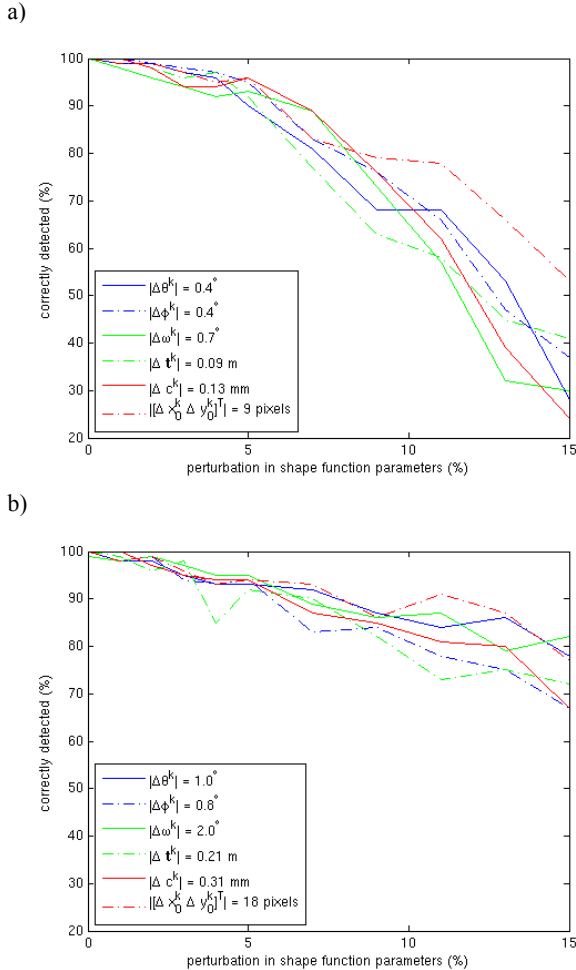 a)
100
90
80
70
60
50
40
30
20
correctly detected (%)
|Δθ^k| = 0.4°
|Δϕ^k| = 0.4°
|Δω^k| = 0.7°
|Δ t^k| = 0.09 m
|Δ c^k| = 0.13 mm
|[Δ x_0^k Δ y_0^k]^T| = 9 pixels
0 5 10 15
perturbation in shape function parameters (%)
b)
100
90
80
70
60
50
40
30
20
correctly detected (%)
|Δθ^k| = 1.0°
|Δϕ^k| = 0.8°
|Δω^k| = 2.0°
|Δ t^k| = 0.21 m
|Δ c^k| = 0.31 mm
|[Δ x_0^k Δ y_0^k]^T| = 18 pixels
0 5 10 15
perturbation in shape function parameters (%)